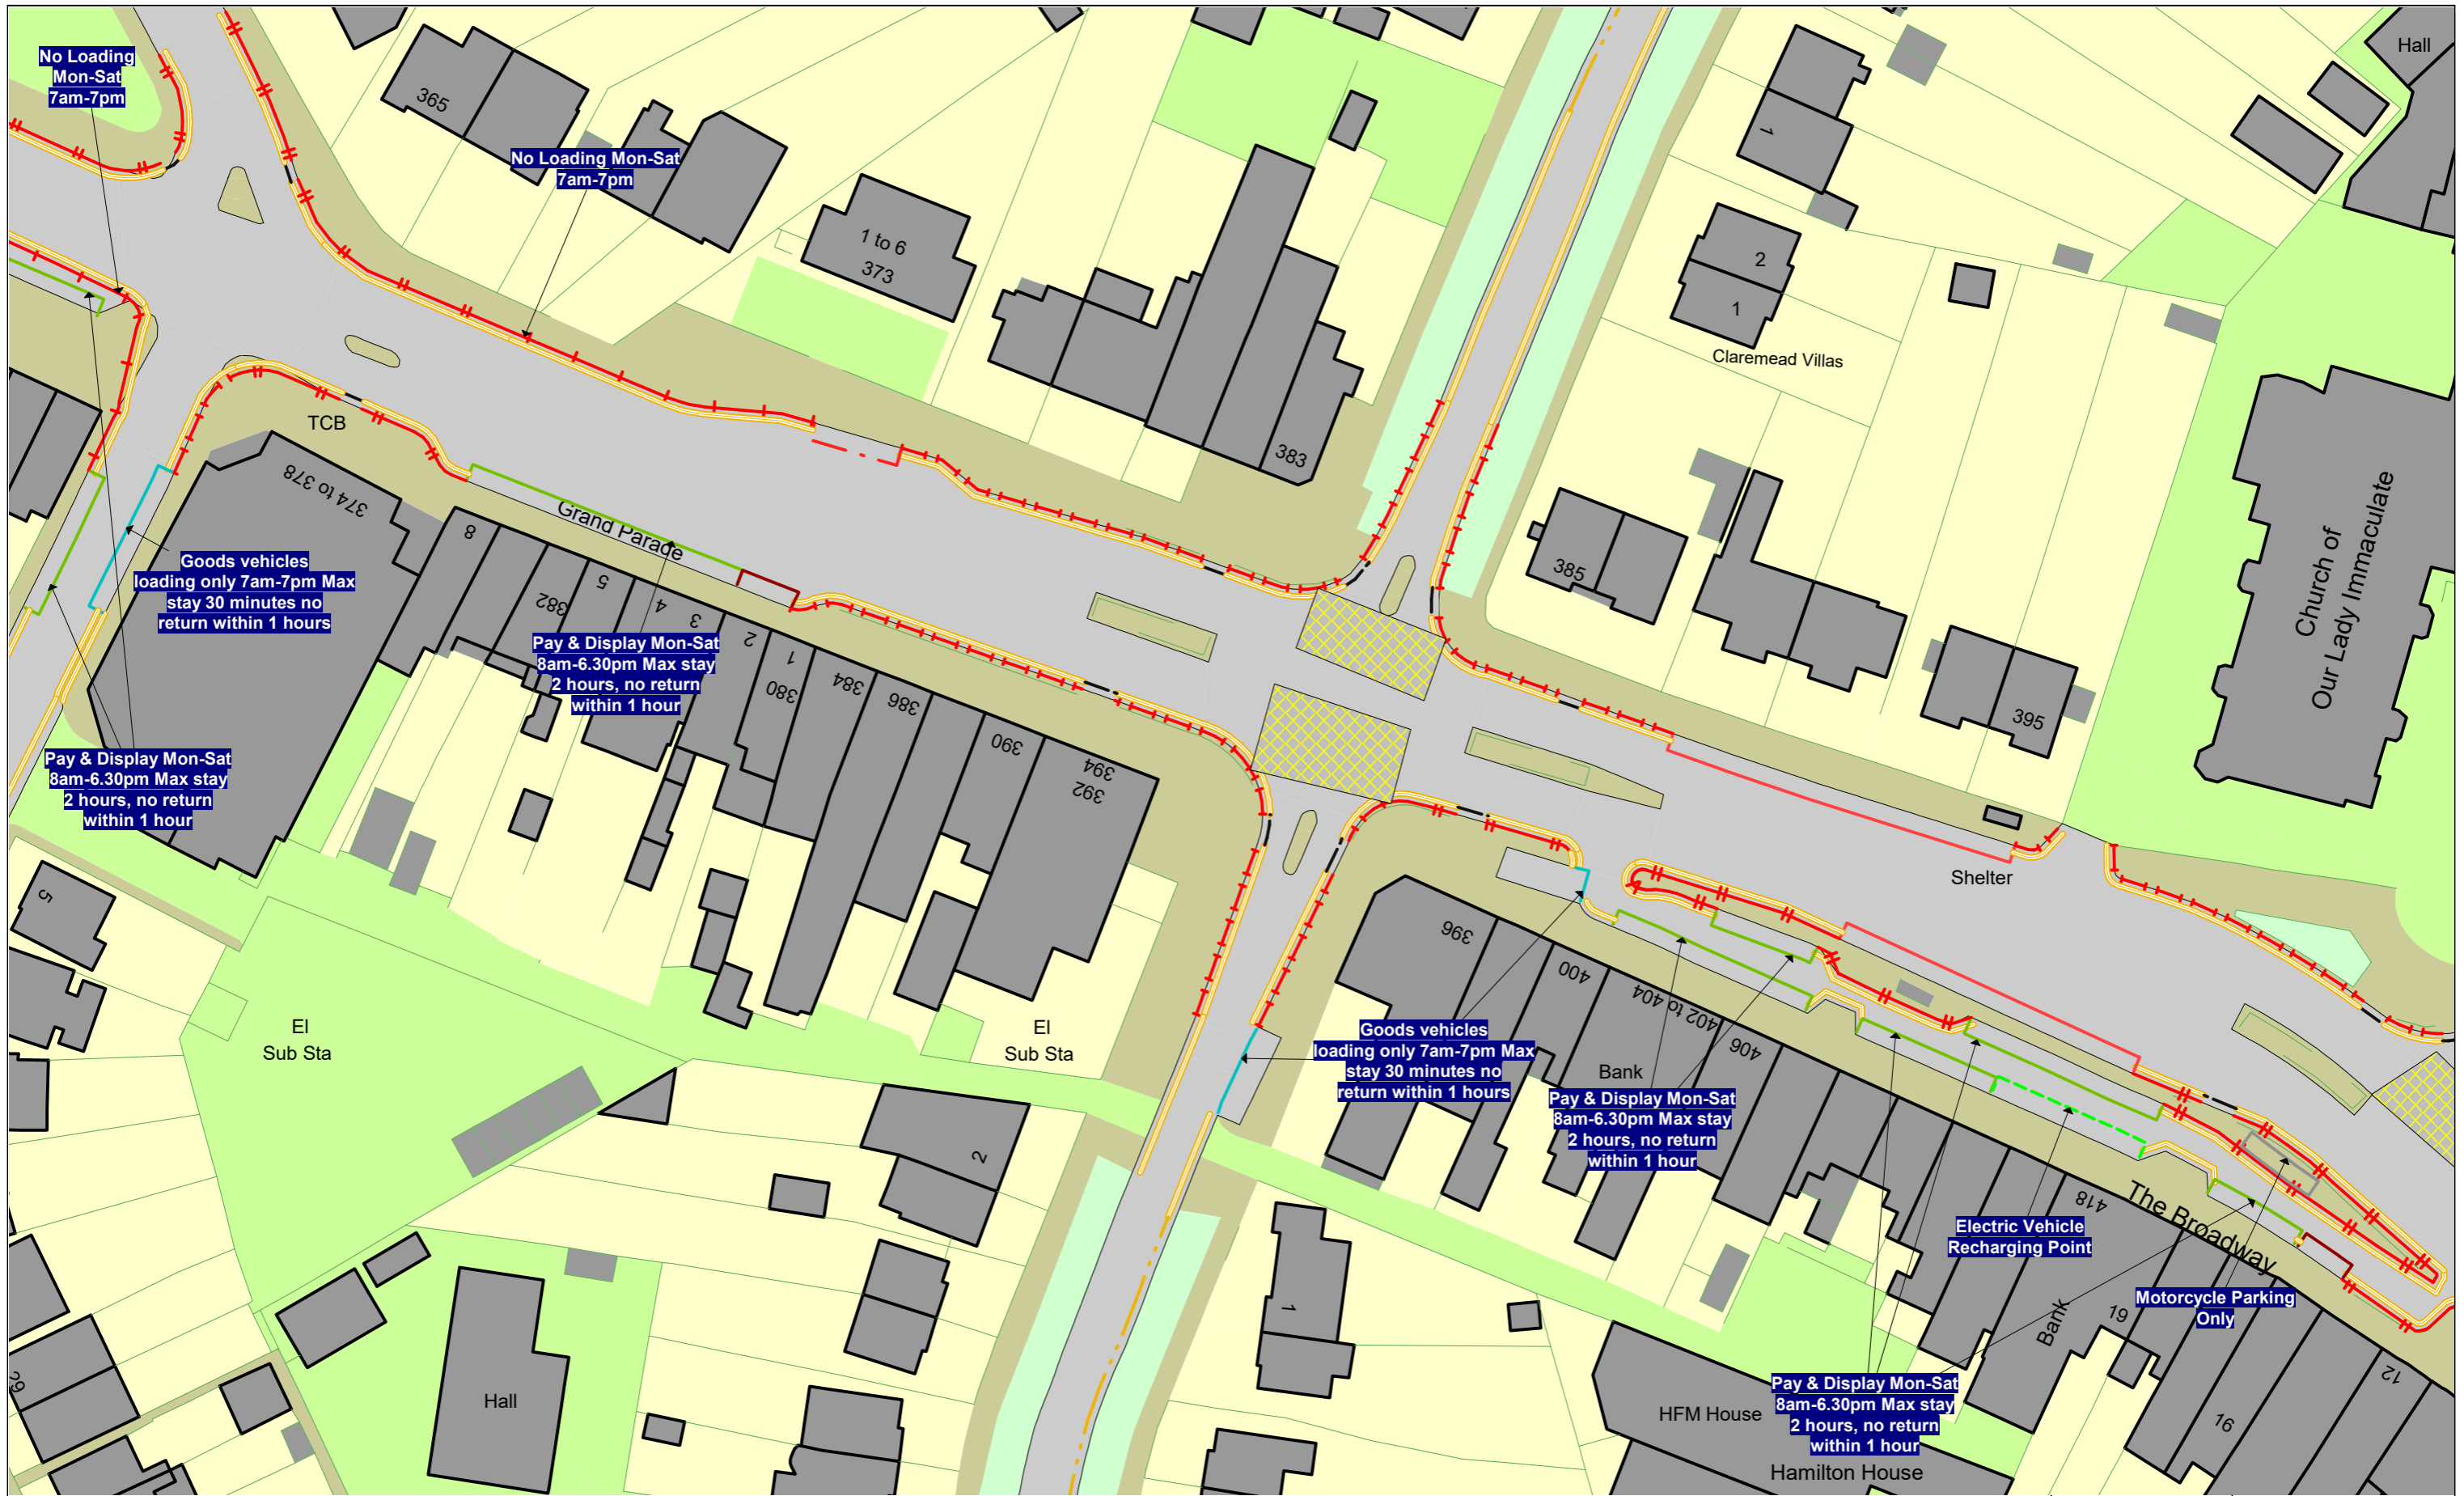 No Loading
Mon-Sat
7am-7pm
365
No Loading Mon-Sat
7am-7pm
1 to 6
373
383
Hall
1
2
1
Claremead Villas
Church of
Our Lady Immaculate
TCB
374 to 378
Grand Parade
8
382
5
4
3
2
1
380
384
386
390
394
392
385
395
Goods vehicles
loading only 7am-7pm Max
stay 30 minutes no
return within 1 hours
Pay & Display Mon-Sat
8am-6.30pm Max stay
2 hours, no return
within 1 hour
Pay & Display Mon-Sat
8am-6.30pm Max stay
2 hours, no return
within 1 hour
Shelter
5
396
400
402 to 404
406
El
Sub Sta
El
Sub Sta
Goods vehicles
loading only 7am-7pm Max
stay 30 minutes no
return within 1 hours
Bank
Pay & Display Mon-Sat
8am-6.30pm Max stay
2 hours, no return
within 1 hour
2
418
The Broadway
Electric Vehicle
Recharging Point
Motorcycle Parking
Only
1
Bank
19
16
12
29
Hall
Pay & Display Mon-Sat
8am-6.30pm Max stay
2 hours, no return
within 1 hour
HFM House
Hamilton House